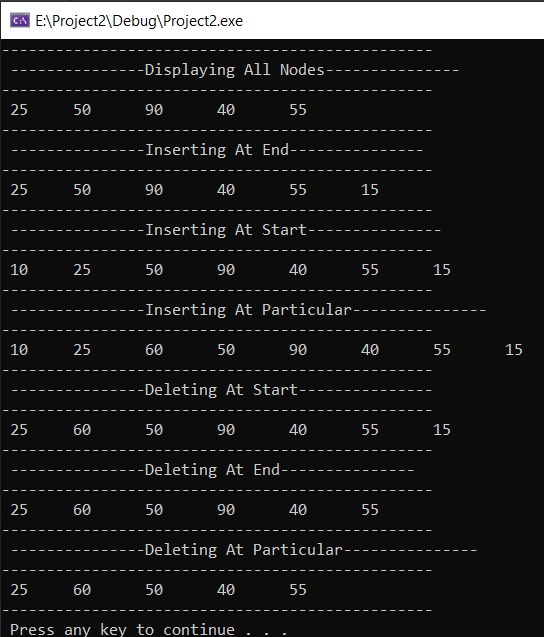 E:\Project2\Debug\Project2.exe
------------------------------------------------
---------------Displaying All Nodes---------------
------------------------------------------------
25 50 90 40 55
------------------------------------------------
---------------Inserting At End---------------
------------------------------------------------
25 50 90 40 55 15
------------------------------------------------
---------------Inserting At Start---------------
------------------------------------------------
10 25 50 90 40 55 15
------------------------------------------------
---------------Inserting At Particular---------------
------------------------------------------------
10 25 60 50 90 40 55 15
------------------------------------------------
---------------Deleting At Start---------------
------------------------------------------------
25 60 50 90 40 55 15
------------------------------------------------
---------------Deleting At End---------------
------------------------------------------------
25 60 50 90 40 55
------------------------------------------------
---------------Deleting At Particular---------------
------------------------------------------------
25 60 50 40 55
------------------------------------------------
Press any key to continue . . .